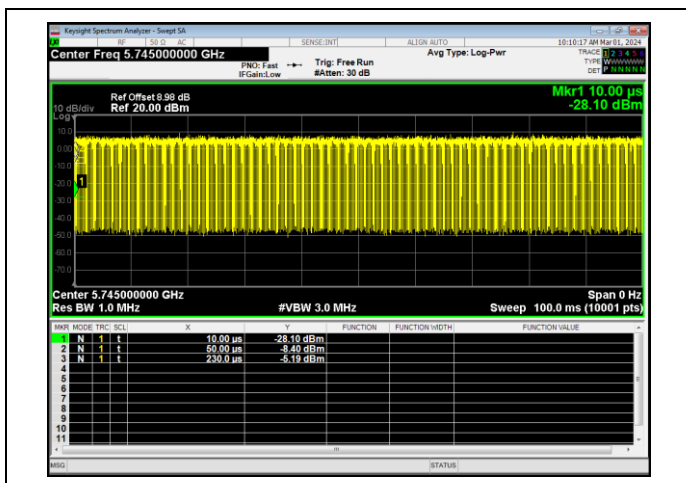 Keysight Spectrum Analyzer - Swept SA
RF 50 Ω AC SENSE:INT ALIGN AUTO 10:10:17 AM Mar 01, 2024
Center Freq 5.745000000 GHz Avg Type: Log-Pwr TRACE 1 2 3 4 5 6
PNO: Fast Trig: Free Run TYPE WWWWWW
IFGain:Low #Atten: 30 dB DET P N N N N N
Mkr1 10.00 µs
Ref Offset 8.98 dB
10 dB/div Ref 20.00 dBm -28.10 dBm
Log
10.0
0.00
-10.0
-20.0
1
-30.0
-40.0
-50.0
-60.0
-70.0
Center 5.745000000 GHz Span 0 Hz
Res BW 1.0 MHz #VBW 3.0 MHz Sweep 100.0 ms (10001 pts)
MKR MODE TRC SCL X Y FUNCTION FUNCTION WIDTH FUNCTION VALUE
1 N 1 t 10.00 µs -28.10 dBm
2 N 1 t 50.00 µs -8.40 dBm
3 N 1 t 230.0 µs -5.19 dBm
4
5
6
7
8
9
10
11
MSG STATUS